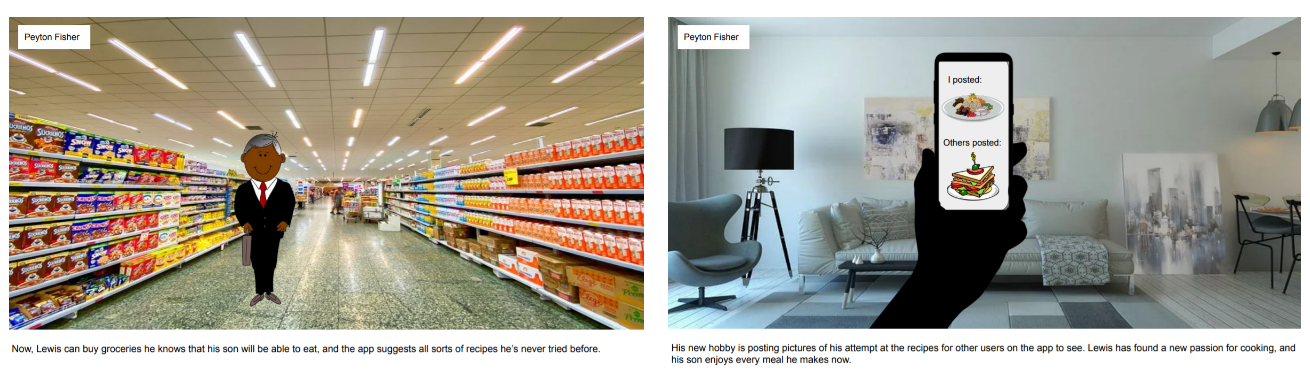 Peyton Fisher
Now, Lewis can buy groceries he knows that his son will be able to eat, and the app suggests all sorts of recipes he's never tried before.
Peyton Fisher
I posted:
Others posted:
His new hobby is posting pictures of his attempt at the recipes for other users on the app to see. Lewis has found a new passion for cooking, and
his son enjoys every meal he makes now.